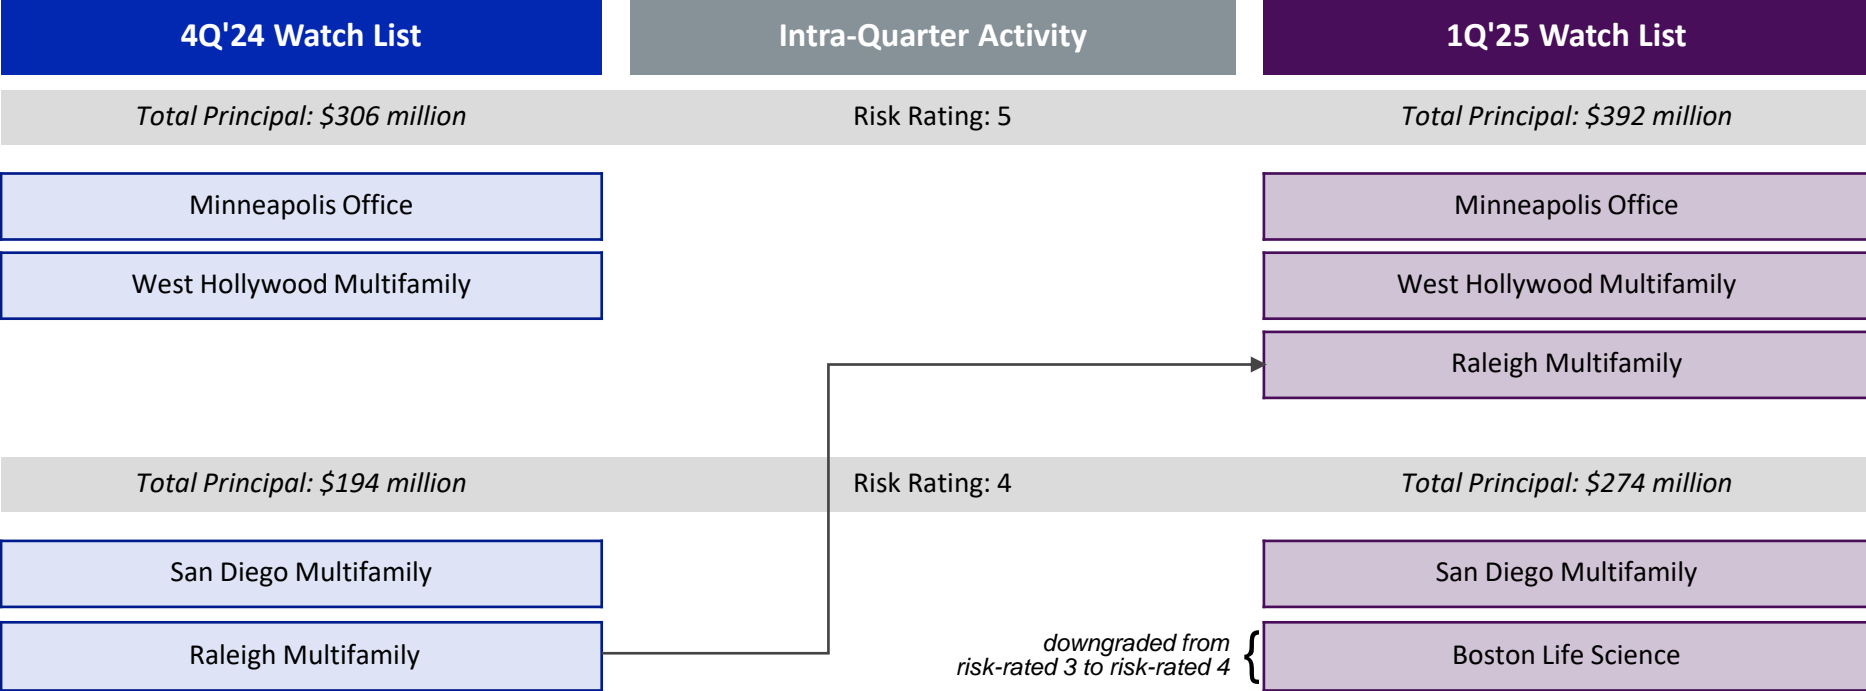 4Q'24 Watch List
Intra-Quarter Activity
1Q'25 Watch List
Total Principal: $306 million
Risk Rating: 5
Total Principal: $392 million
Minneapolis Office
Minneapolis Office
West Hollywood Multifamily
West Hollywood Multifamily
Raleigh Multifamily
Total Principal: $194 million
Risk Rating: 4
Total Principal: $274 million
San Diego Multifamily
San Diego Multifamily
Raleigh Multifamily
downgraded from
risk-rated 3 to risk-rated 4
{
Boston Life Science